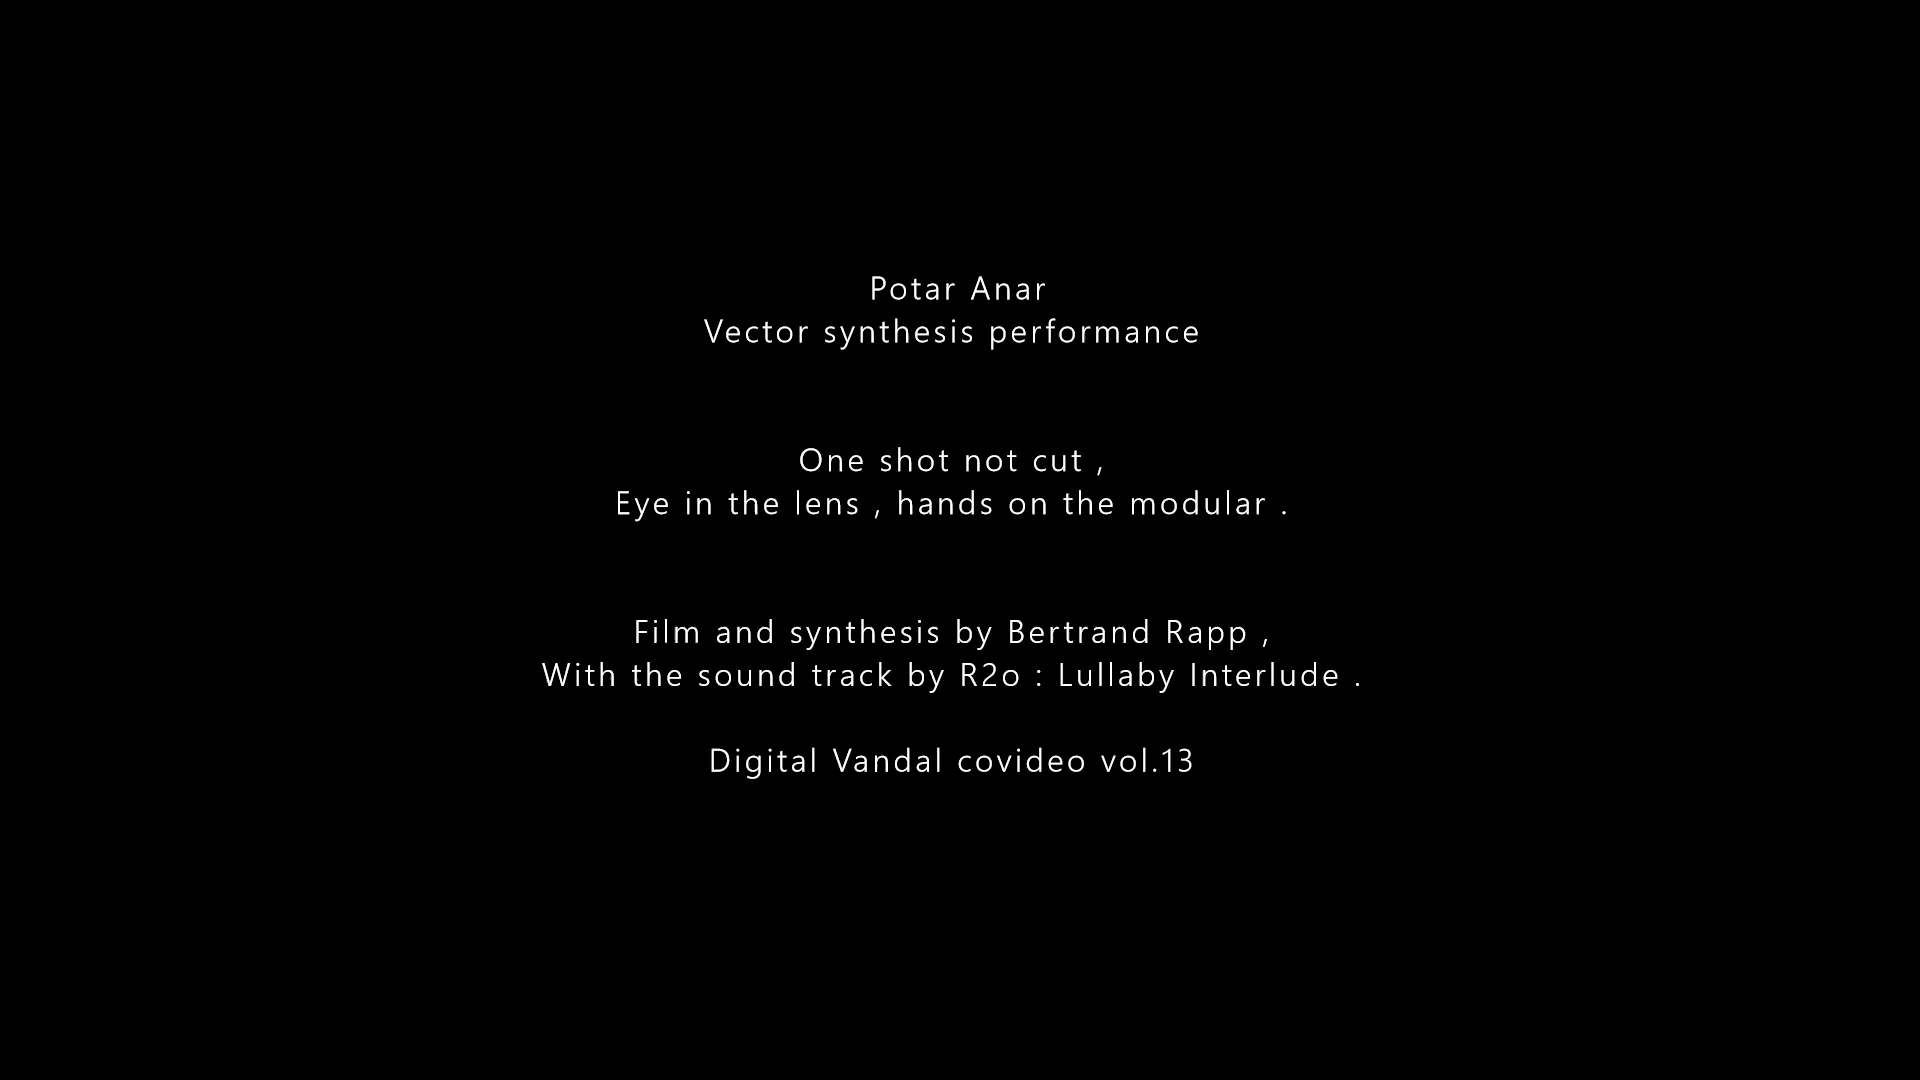 Potar Anar
Vector synthesis performance
One shot not cut ,
Eye in the lens , hands on the modular .
Film and synthesis by Bertrand Rapp ,
With the sound track by R2o : Lullaby Interlude .
Digital Vandal covideo vol.13